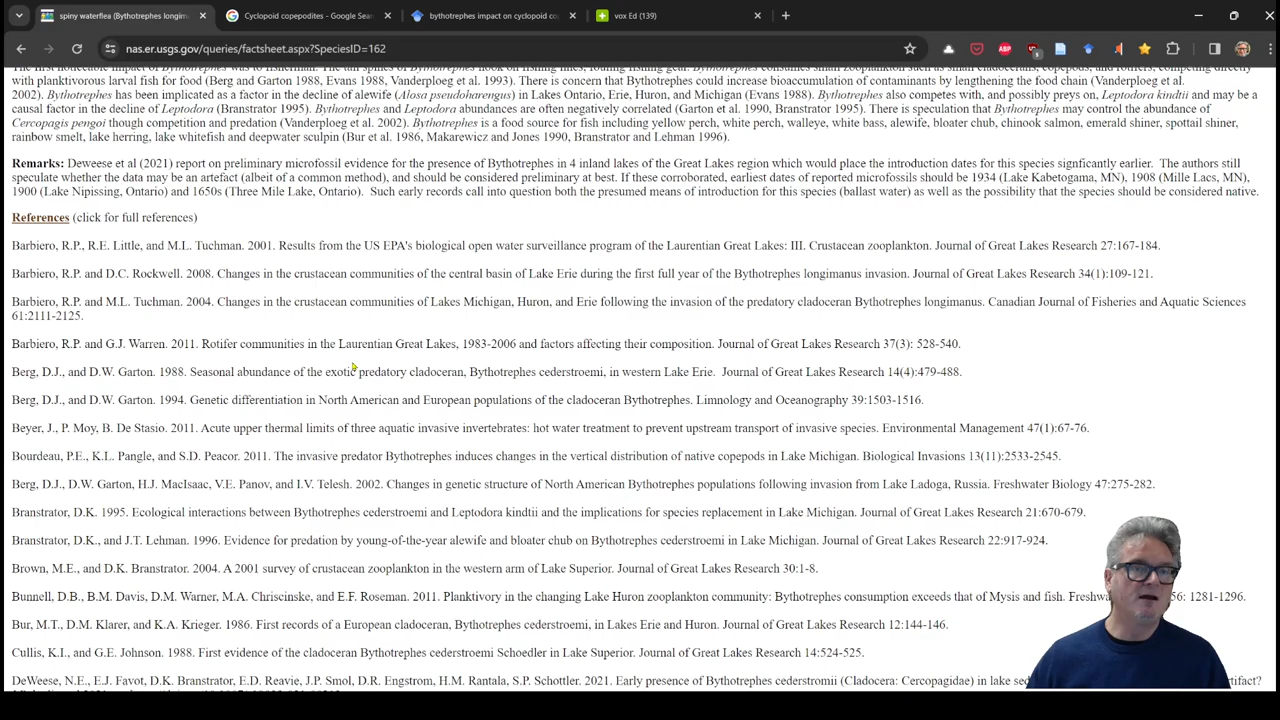 spiny waterflea (Bythotrephes longim
Cyclopoid copepodites - Google Sea
bythotrephes impact on cyclopoid co
vox Ed (139)
nas.er.usgs.gov/queries/factsheet.aspx?SpeciesID=162
with planktivorous larval fish for food (Berg and Garton 1988, Evans 1988, Vanderploeg et al. 1993). There is concern that Bythotrephes could increase bioaccumulation of contaminants by lengthening the food chain (Vanderploeg et al.
2002). Bythotrephes has been implicated as a factor in the decline of alewife (Alosa pseudoharengus) in Lakes Ontario, Erie, Huron, and Michigan (Evans 1988). Bythotrephes also competes with, and possibly preys on, Leptodora kindtii and may be a
causal factor in the decline of Leptodora (Branstrator 1995). Bythotrephes and Leptodora abundances are often negatively correlated (Garton et al. 1990, Branstrator 1995). There is speculation that Bythotrephes may control the abundance of
Cercopagis pengoi though competition and predation (Vanderploeg et al. 2002). Bythotrephes is a food source for fish including yellow perch, white perch, walleye, white bass, alewife, bloater chub, chinook salmon, emerald shiner, spottail shiner,
rainbow smelt, lake herring, lake whitefish and deepwater sculpin (Bur et al. 1986, Makarewicz and Jones 1990, Branstrator and Lehman 1996).
Remarks: Deweese et al (2021) report on preliminary microfossil evidence for the presence of Bythotrephes in 4 inland lakes of the Great Lakes region which would place the introduction dates for this species signficantly earlier. The authors still
speculate whether the data may be an artefact (albeit of a common method), and should be considered preliminary at best. If these corroborated, earliest dates of reported microfossils should be 1934 (Lake Kabetogama, MN), 1908 (Mille Lacs, MN),
1900 (Lake Nipissing, Ontario) and 1650s (Three Mile Lake, Ontario). Such early records call into question both the presumed means of introduction for this species (ballast water) as well as the possibility that the species should be considered native.
References (click for full references)
Barbiero, R.P., R.E. Little, and M.L. Tuchman. 2001. Results from the US EPA's biological open water surveillance program of the Laurentian Great Lakes: III. Crustacean zooplankton. Journal of Great Lakes Research 27:167-184.
Barbiero, R.P. and D.C. Rockwell. 2008. Changes in the crustacean communities of the central basin of Lake Erie during the first full year of the Bythotrephes longimanus invasion. Journal of Great Lakes Research 34(1):109-121.
Barbiero, R.P. and M.L. Tuchman. 2004. Changes in the crustacean communities of Lakes Michigan, Huron, and Erie following the invasion of the predatory cladoceran Bythotrephes longimanus. Canadian Journal of Fisheries and Aquatic Sciences
61:2111-2125.
Barbiero, R.P. and G.J. Warren. 2011. Rotifer communities in the Laurentian Great Lakes, 1983-2006 and factors affecting their composition. Journal of Great Lakes Research 37(3): 528-540.
Berg, D.J., and D.W. Garton. 1988. Seasonal abundance of the exotic predatory cladoceran, Bythotrephes cederstroemi, in western Lake Erie. Journal of Great Lakes Research 14(4):479-488.
Berg, D.J., and D.W. Garton. 1994. Genetic differentiation in North American and European populations of the cladoceran Bythotrephes. Limnology and Oceanography 39:1503-1516.
Beyer, J., P. Moy, B. De Stasio. 2011. Acute upper thermal limits of three aquatic invasive invertebrates: hot water treatment to prevent upstream transport of invasive species. Environmental Management 47(1):67-76.
Bourdeau, P.E., K.L. Pangle, and S.D. Peacor. 2011. The invasive predator Bythotrephes induces changes in the vertical distribution of native copepods in Lake Michigan. Biological Invasions 13(11):2533-2545.
Berg, D.J., D.W. Garton, H.J. MacIsaac, V.E. Panov, and I.V. Telesh. 2002. Changes in genetic structure of North American Bythotrephes populations following invasion from Lake Ladoga, Russia. Freshwater Biology 47:275-282.
Branstrator, D.K. 1995. Ecological interactions between Bythotrephes cederstroemi and Leptodora kindtii and the implications for species replacement in Lake Michigan. Journal of Great Lakes Research 21:670-679.
Branstrator, D.K., and J.T. Lehman. 1996. Evidence for predation by young-of-the-year alewife and bloater chub on Bythotrephes cederstroemi in Lake Michigan. Journal of Great Lakes Research 22:917-924.
Brown, M.E., and D.K. Branstrator. 2004. A 2001 survey of crustacean zooplankton in the western arm of Lake Superior. Journal of Great Lakes Research 30:1-8.
Bunnell, D.B., B.M. Davis, D.M. Warner, M.A. Chriscinske, and E.F. Roseman. 2011. Planktivory in the changing Lake Huron zooplankton community: Bythotrephes consumption exceeds that of Mysis and fish. Freshw 56: 1281-1296.
Bur, M.T., D.M. Klarer, and K.A. Krieger. 1986. First records of a European cladoceran, Bythotrephes cederstroemi, in Lakes Erie and Huron. Journal of Great Lakes Research 12:144-146.
Cullis, K.I., and G.E. Johnson. 1988. First evidence of the cladoceran Bythotrephes cederstroemi Schoedler in Lake Superior. Journal of Great Lakes Research 14:524-525.
DeWeese, N.E., E.J. Favot, D.K. Branstrator, E.D. Reavie, J.P. Smol, D.R. Engstrom, H.M. Rantala, S.P. Schottler. 2021. Early presence of Bythotrephes cederstromii (Cladocera: Cercopagidae) in lake sed rtifact?